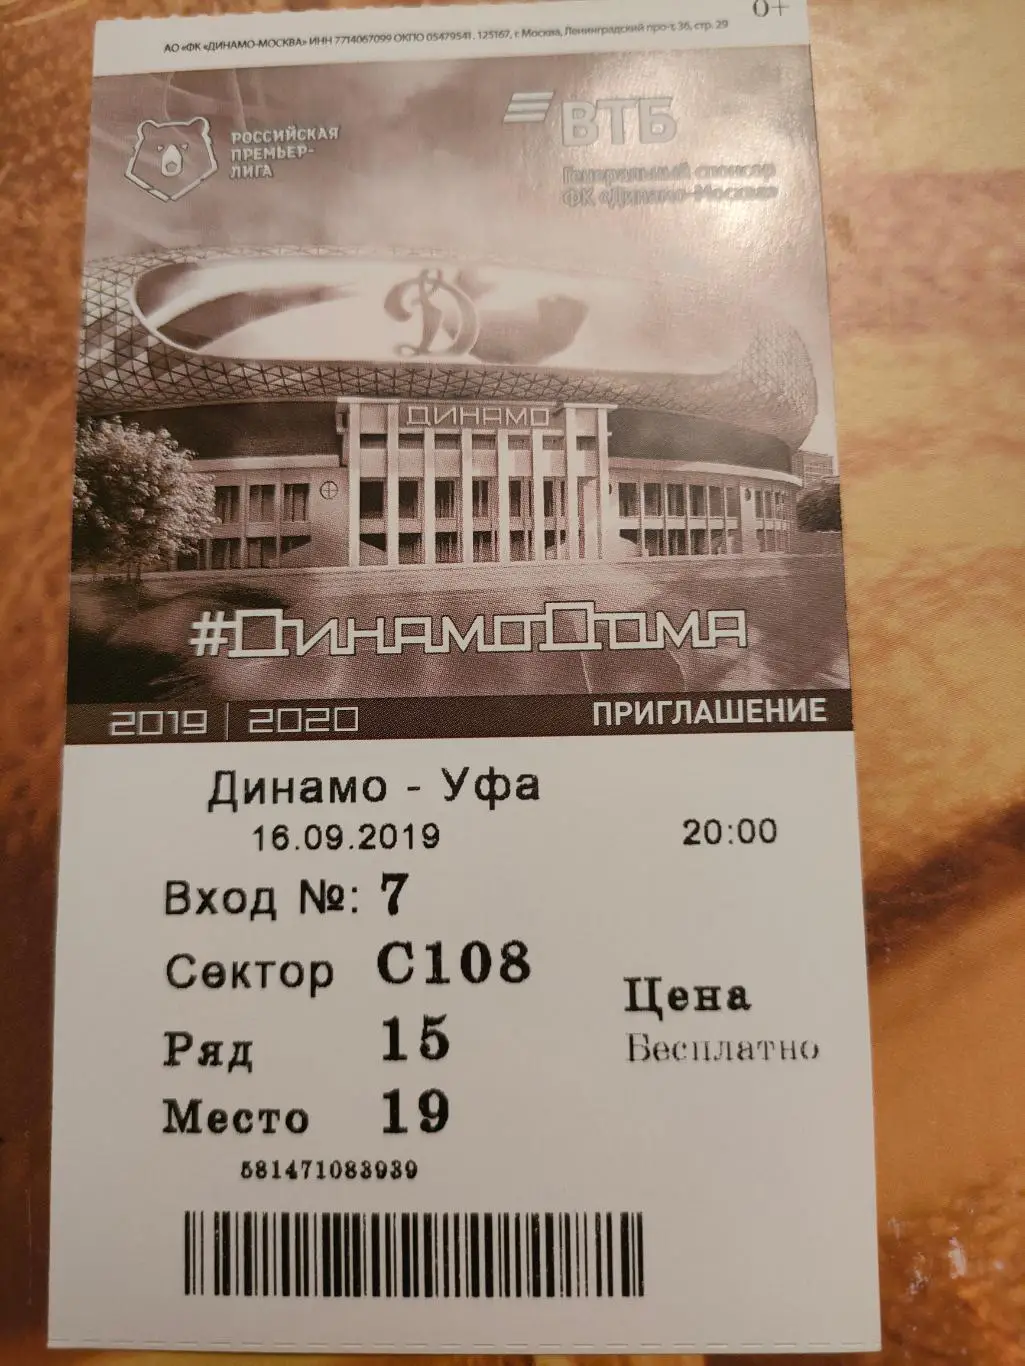 0+
АО «ФК «ДИНАМО-МОСКВА» ИНН 7714067099 ОКПО 05479541. 125167, г. Москва, Ленинградский пр-т, 36, стр. 29
РОССИЙСКАЯ
ПРЕМЬЕР-
ЛИГА
ВТБ
Генеральный спонсор
ФК «Динамо-Москва»
Д
ДИНАМО
#ДИНАМОДОМА
2019 | 2020
ПРИГЛАШЕНИЕ
Динамо - Уфа
16.09.2019 20:00
Вход №: 7
Сектор C108
Цена
Ряд 15
Бесплатно
Место 19
581471083939